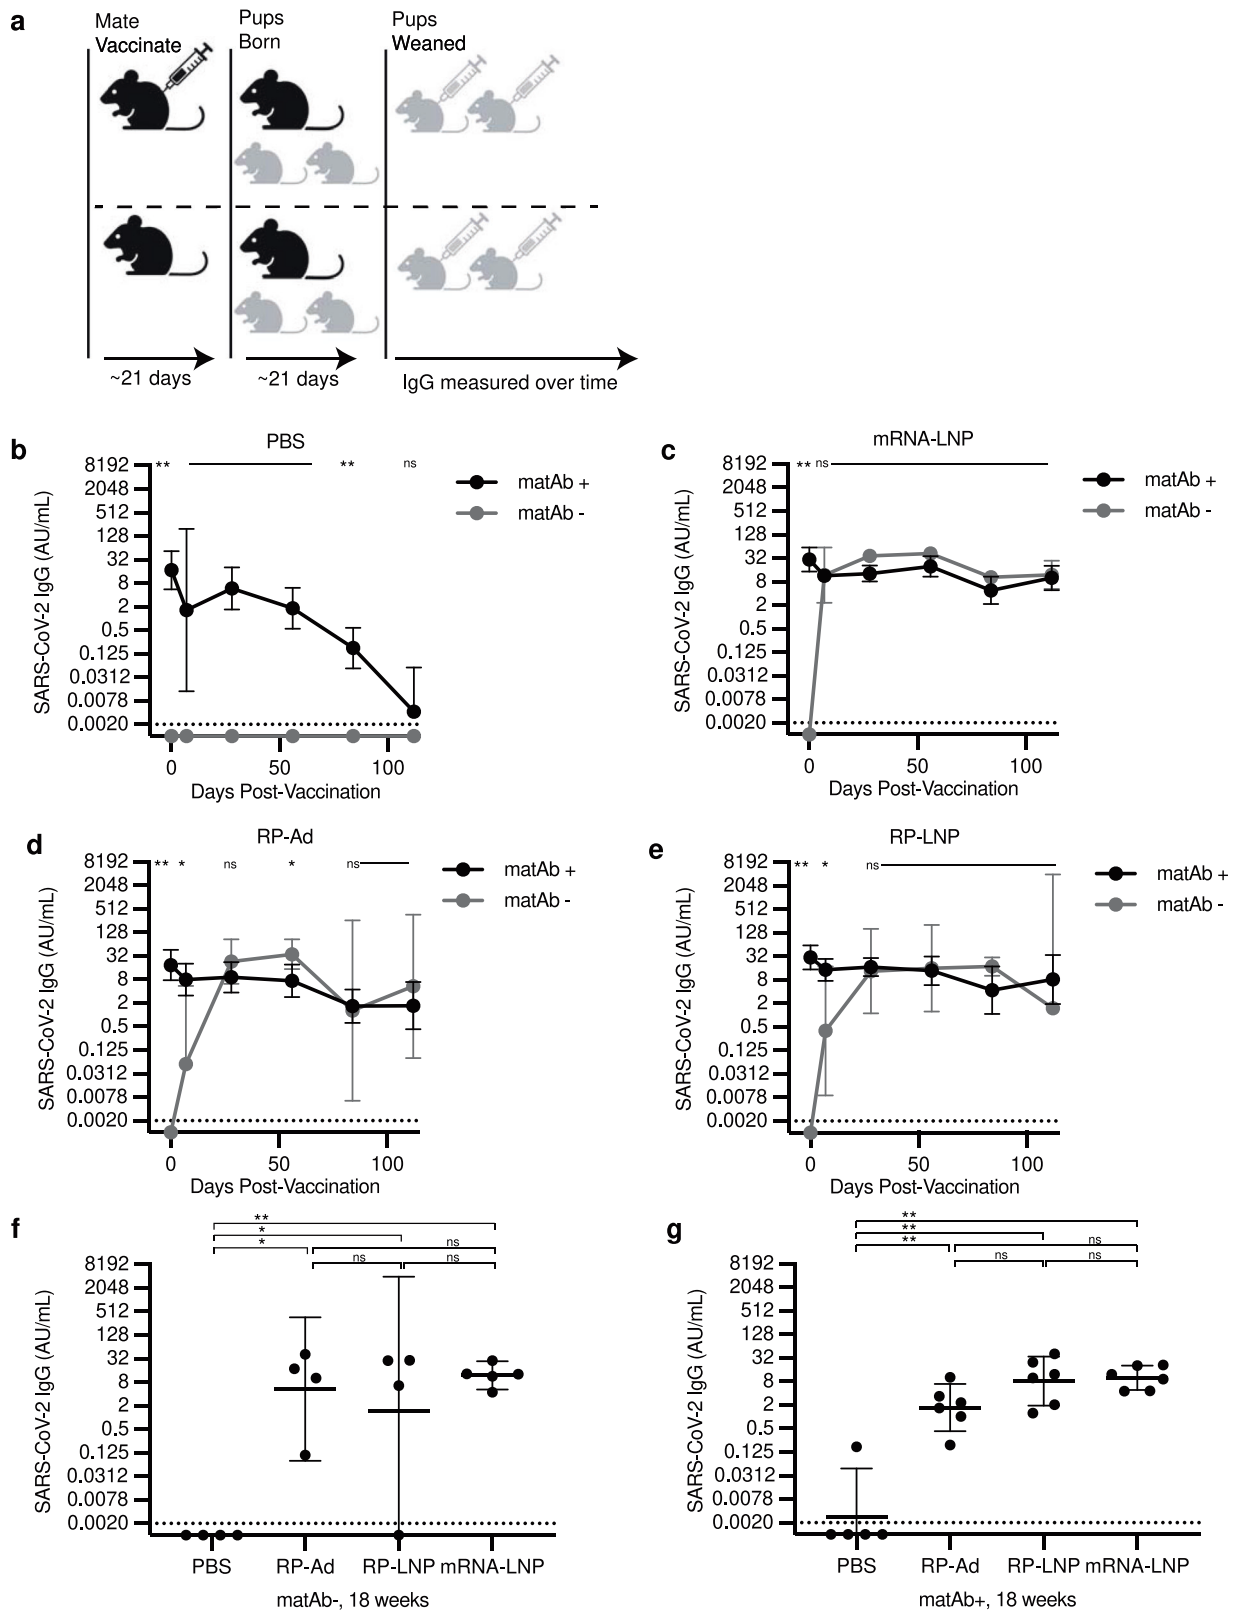 a
Mate
Vaccinate
Pups
Born
Pups
Weaned
~21 days
~21 days
IgG measured over time
b
PBS
SARS-CoV-2 IgG (AU/mL)
8192
2048
512
128
32
8
2
0.5
0.125
0.0312
0.0078
0.0020
** ** ns
matAb +
matAb -
0 50 100
Days Post-Vaccination
c
mRNA-LNP
SARS-CoV-2 IgG (AU/mL)
8192
2048
512
128
32
8
2
0.5
0.125
0.0312
0.0078
0.0020
** ns
matAb +
matAb -
0 50 100
Days Post-Vaccination
d
RP-Ad
SARS-CoV-2 IgG (AU/mL)
8192
2048
512
128
32
8
2
0.5
0.125
0.0312
0.0078
0.0020
** * ns * ns
matAb +
matAb -
0 50 100
Days Post-Vaccination
e
RP-LNP
SARS-CoV-2 IgG (AU/mL)
8192
2048
512
128
32
8
2
0.5
0.125
0.0312
0.0078
0.0020
** * ns
matAb +
matAb -
0 50 100
Days Post-Vaccination
f
**
*
* ns
ns ns
SARS-CoV-2 IgG (AU/mL)
8192
2048
512
128
32
8
2
0.5
0.125
0.0312
0.0078
0.0020
PBS RP-Ad RP-LNP mRNA-LNP
matAb-, 18 weeks
g
**
**
** ns
ns ns
SARS-CoV-2 IgG (AU/mL)
8192
2048
512
128
32
8
2
0.5
0.125
0.0312
0.0078
0.0020
PBS RP-Ad RP-LNP mRNA-LNP
matAb+, 18 weeks